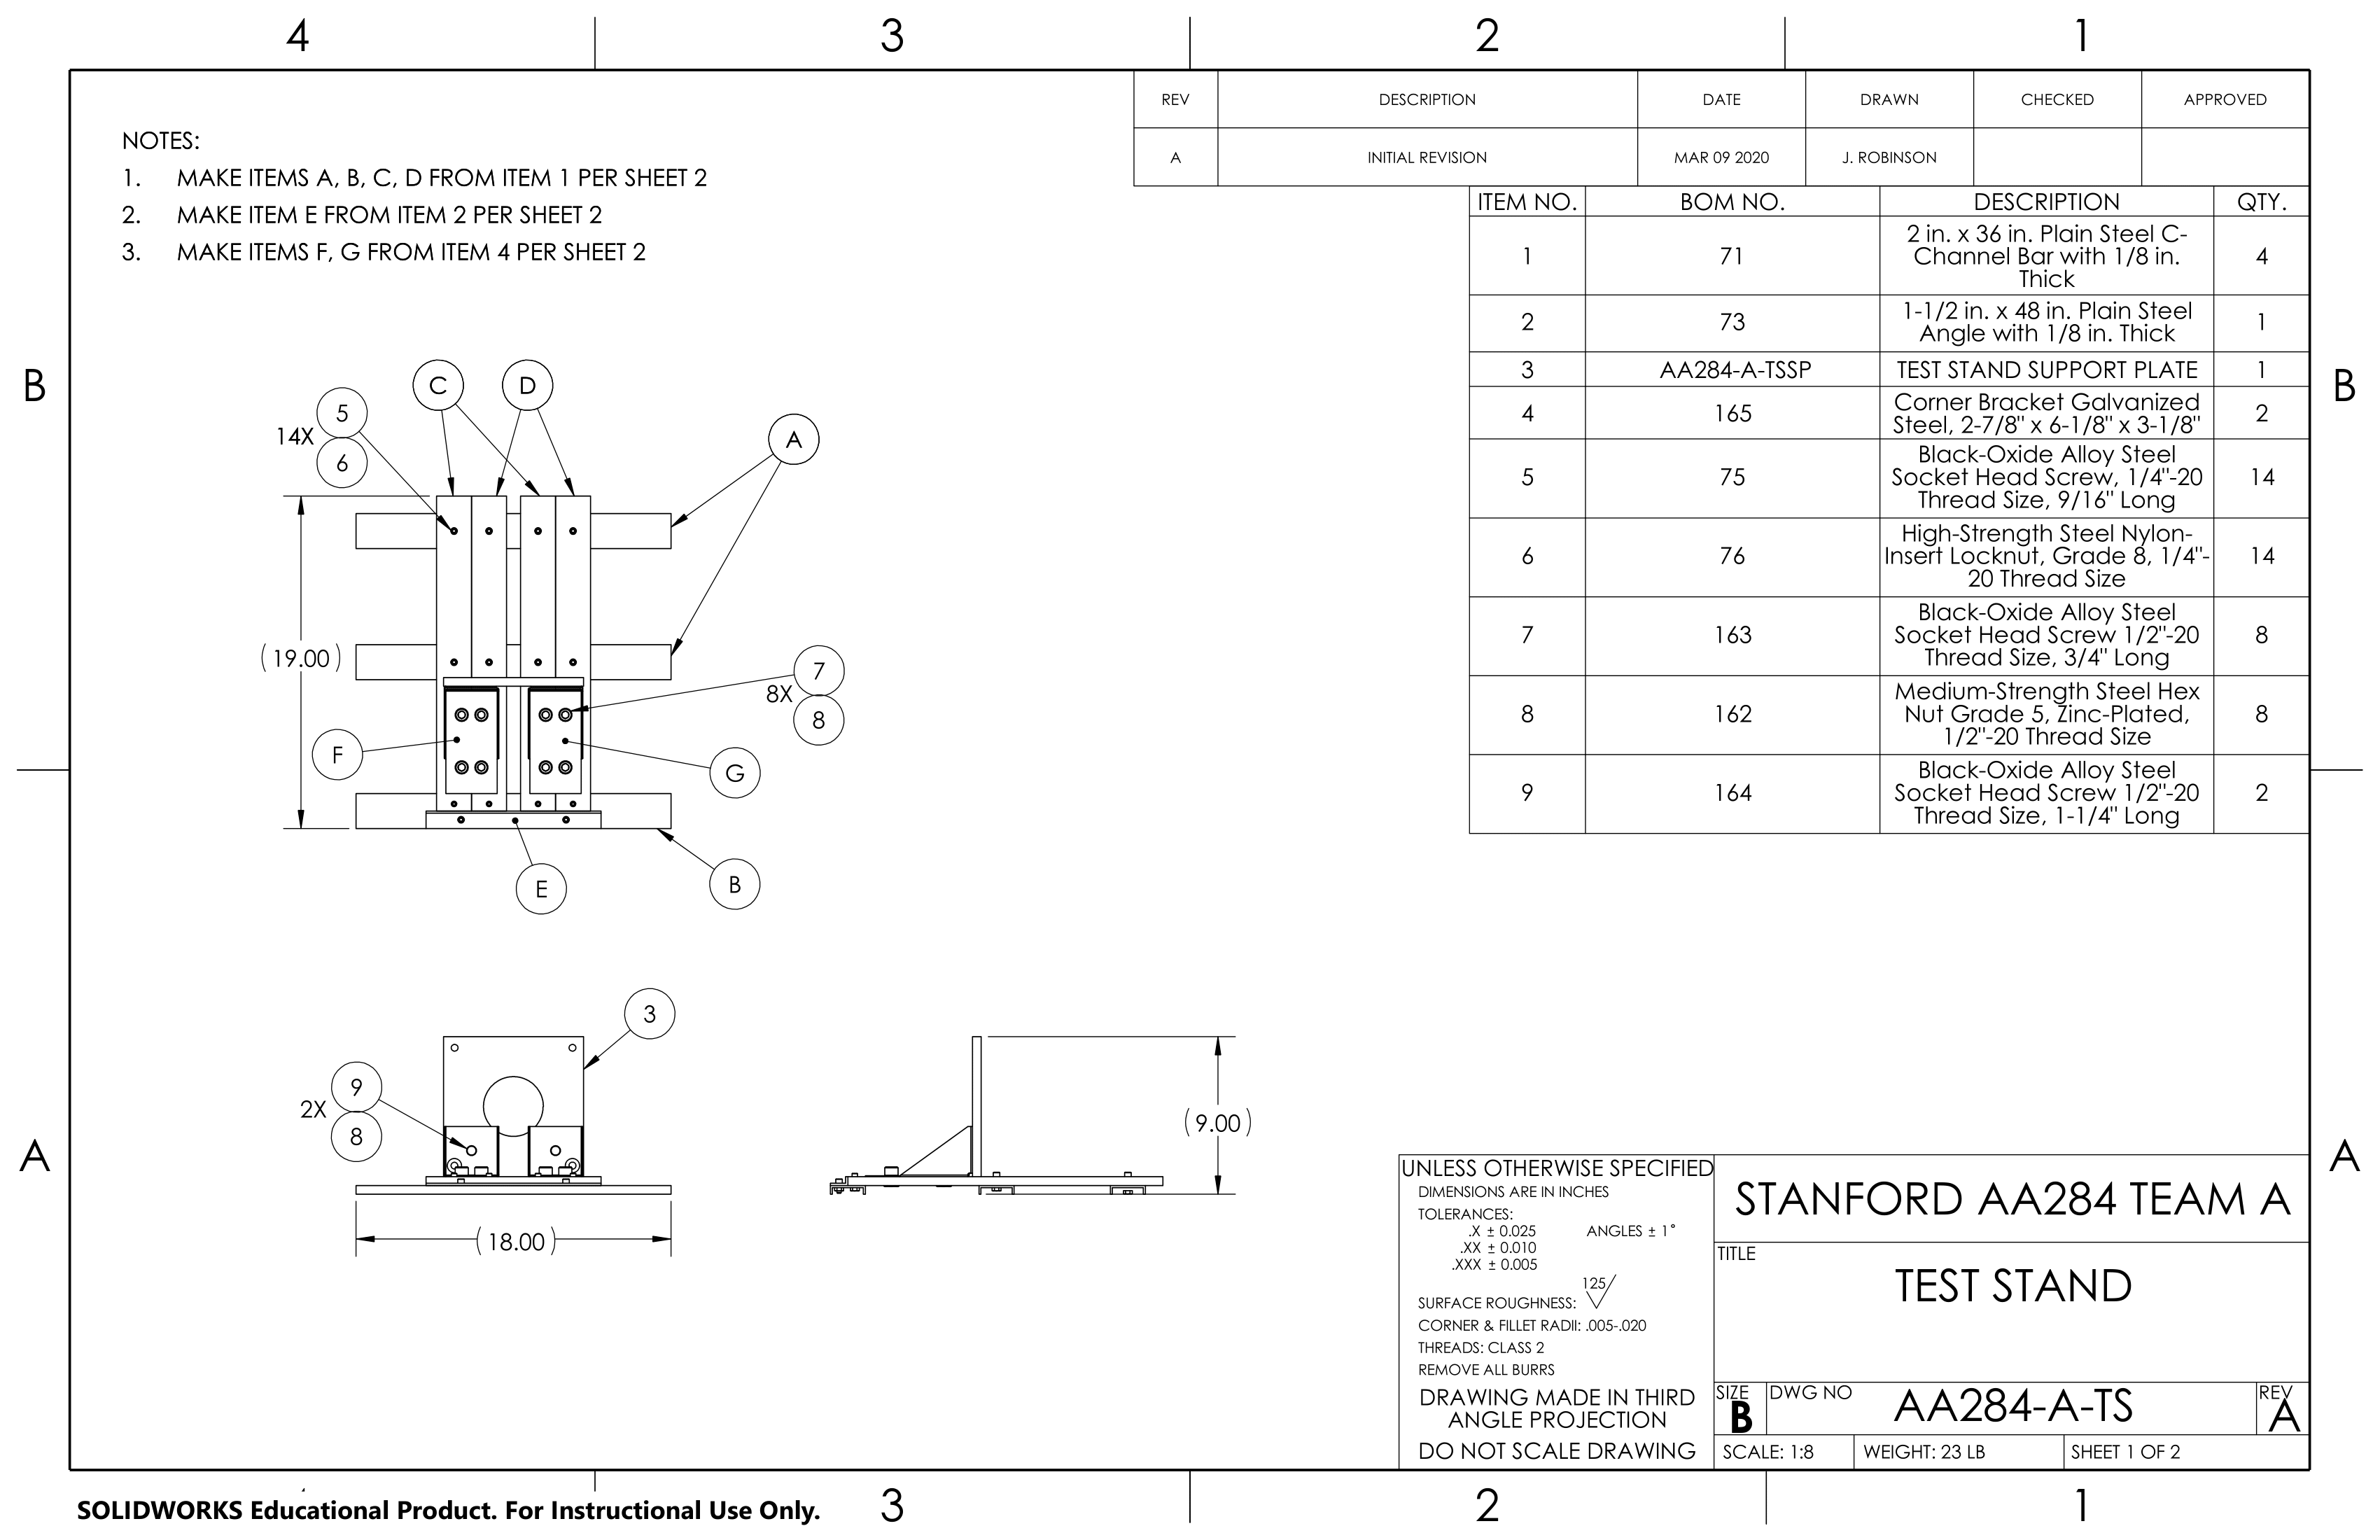 4 3 2 1
REV DESCRIPTION DATE DRAWN CHECKED APPROVED
A INITIAL REVISION MAR 09 2020 J. ROBINSON
NOTES:
1. MAKE ITEMS A, B, C, D FROM ITEM 1 PER SHEET 2
2. MAKE ITEM E FROM ITEM 2 PER SHEET 2
3. MAKE ITEMS F, G FROM ITEM 4 PER SHEET 2
ITEM NO. BOM NO. DESCRIPTION QTY.
1 71 2 in. x 36 in. Plain Steel C-
Channel Bar with 1/8 in.
Thick 4
2 73 1-1/2 in. x 48 in. Plain Steel
Angle with 1/8 in. Thick 1
3 AA284-A-TSSP TEST STAND SUPPORT PLATE 1
4 165 Corner Bracket Galvanized
Steel, 2-7/8" x 6-1/8" x 3-1/8" 2
5 75 Black-Oxide Alloy Steel
Socket Head Screw, 1/4"-20
Thread Size, 9/16" Long 14
6 76 High-Strength Steel Nylon-
Insert Locknut, Grade 8, 1/4"-
20 Thread Size 14
7 163 Black-Oxide Alloy Steel
Socket Head Screw 1/2"-20
Thread Size, 3/4" Long 8
8 162 Medium-Strength Steel Hex
Nut Grade 5, Zinc-Plated,
1/2"-20 Thread Size 8
9 164 Black-Oxide Alloy Steel
Socket Head Screw 1/2"-20
Thread Size, 1-1/4" Long 2
B B
C D
5
14X
6
A
(19.00)
7
8X
8
F
G
E
B
3
9
2X
8
(18.00)
(9.00)
A A
UNLESS OTHERWISE SPECIFIED
DIMENSIONS ARE IN INCHES
TOLERANCES:
.X ± 0.025 ANGLES ± 1°
.XX ± 0.010
.XXX ± 0.005
125
SURFACE ROUGHNESS:
CORNER & FILLET RADII: .005-.020
THREADS: CLASS 2
REMOVE ALL BURRS
DRAWING MADE IN THIRD
ANGLE PROJECTION
DO NOT SCALE DRAWING
STANFORD AA284 TEAM A
TITLE
TEST STAND
SIZE
B
DWG NO AA284-A-TS
REV
A
SCALE: 1:8 WEIGHT: 23 LB SHEET 1 OF 2
SOLIDWORKS Educational Product. For Instructional Use Only.
3 2 1